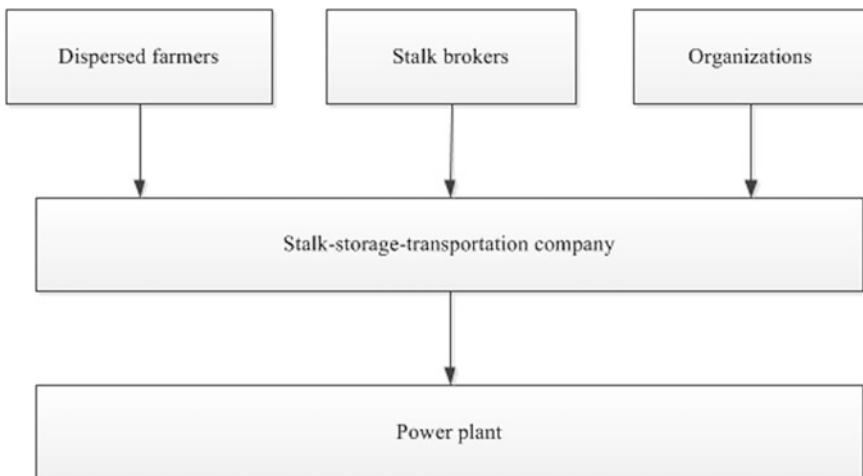 Dispersed farmers
Stalk brokers
Organizations
Stalk-storage-transportation company
Power plant